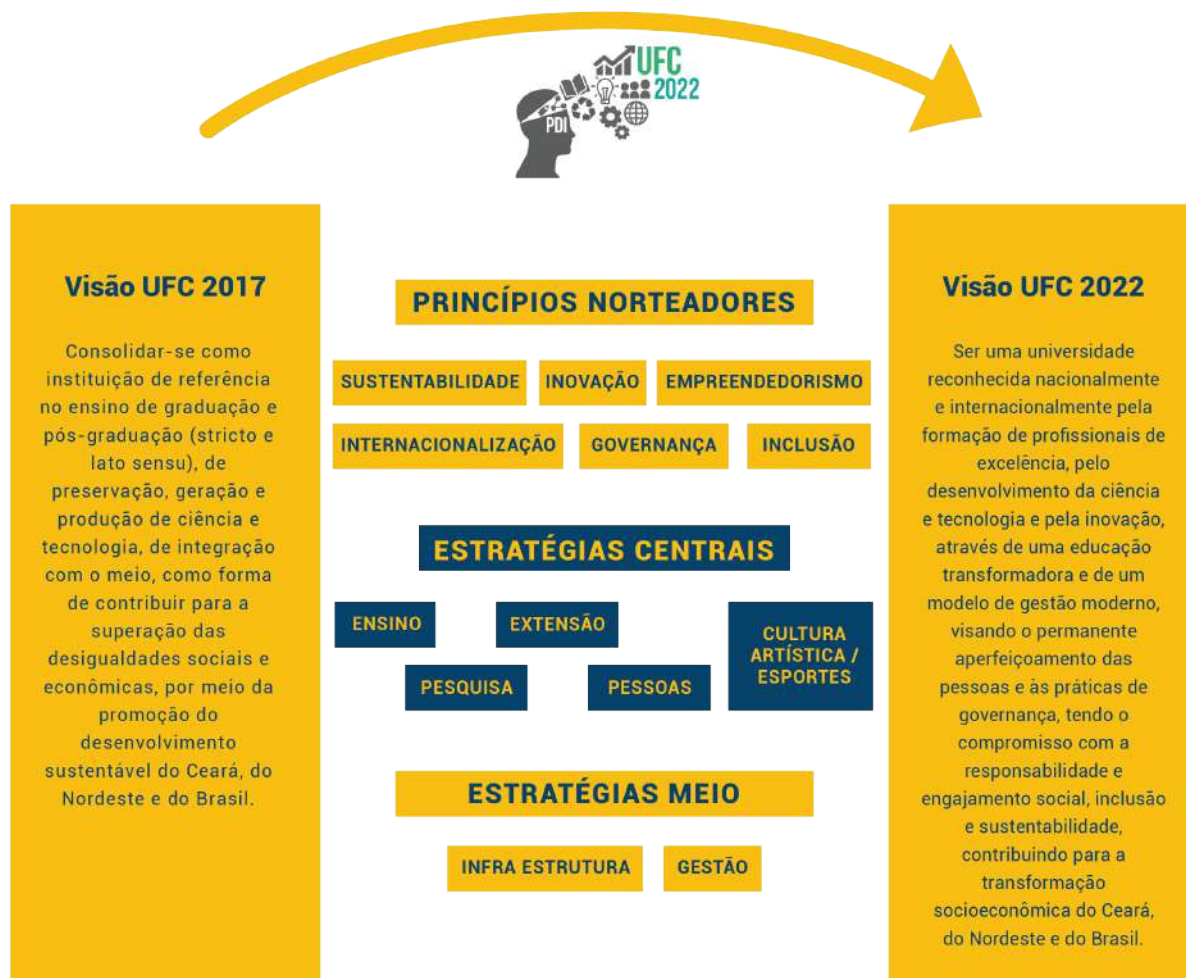 UFC
2022
PDI
Visão UFC 2017
Consolidar-se como
instituição de referência
no ensino de graduação e
pós-graduação (stricto e
lato sensu), de
preservação, geração e
produção de ciência e
tecnologia, de integração
com o meio, como forma
de contribuir para a
superação das
desigualdades sociais e
econômicas, por meio da
promoção do
desenvolvimento
sustentável do Ceará, do
Nordeste e do Brasil.
PRINCÍPIOS NORTEADORES
SUSTENTABILIDADE
INOVAÇÃO
EMPREENDEDORISMO
INTERNACIONALIZAÇÃO
GOVERNANÇA
INCLUSÃO
ESTRATÉGIAS CENTRAIS
ENSINO
EXTENSÃO
CULTURA
ARTÍSTICA /
ESPORTES
PESQUISA
PESSOAS
ESTRATÉGIAS MEIO
INFRA ESTRUTURA
GESTÃO
Visão UFC 2022
Ser uma universidade
reconhecida nacionalmente
e internacionalmente pela
formação de profissionais de
excelência, pelo
desenvolvimento da ciência
e tecnologia e pela inovação,
através de uma educação
transformadora e de um
modelo de gestão moderno,
visando o permanente
aperfeiçoamento das
pessoas e às práticas de
governança, tendo o
compromisso com a
responsabilidade e
engajamento social, inclusão
e sustentabilidade,
contribuindo para a
transformação
socioeconômica do Ceará,
do Nordeste e do Brasil.